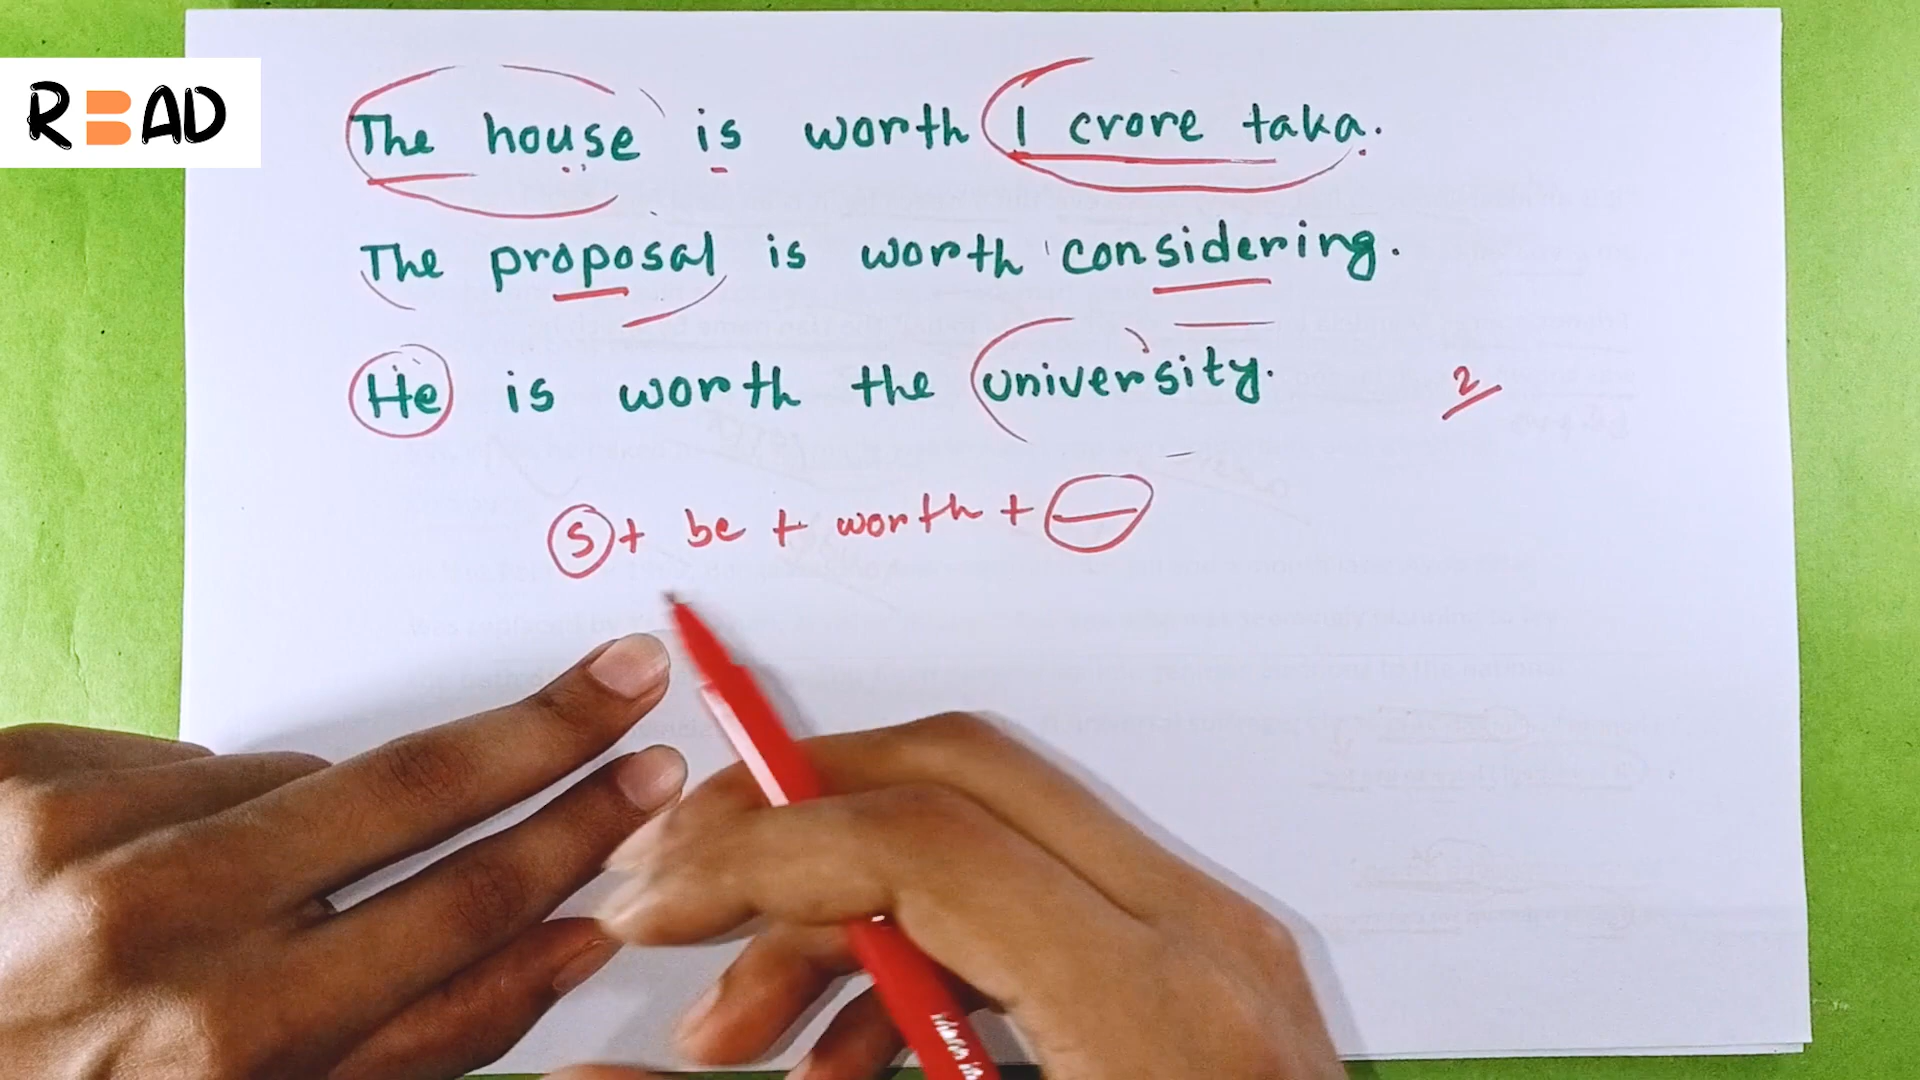 READ
The house is worth 1 crore taka.
The proposal is worth considering.
He is worth the university.
2
S + be + worth + —